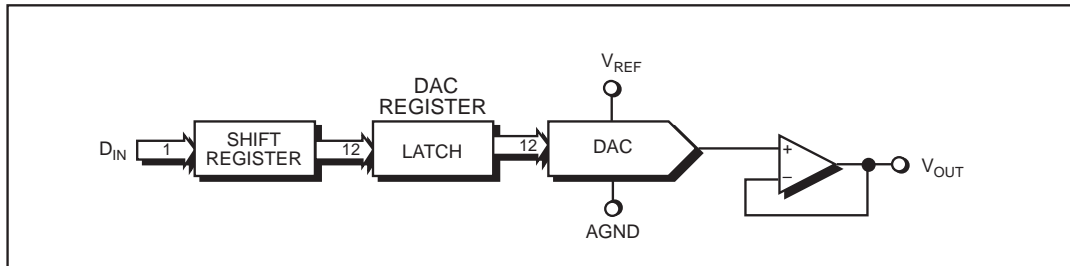 V_REF
DAC
REGISTER
D_IN
1
SHIFT
REGISTER
12
LATCH
12
DAC
+
–
V_OUT
AGND